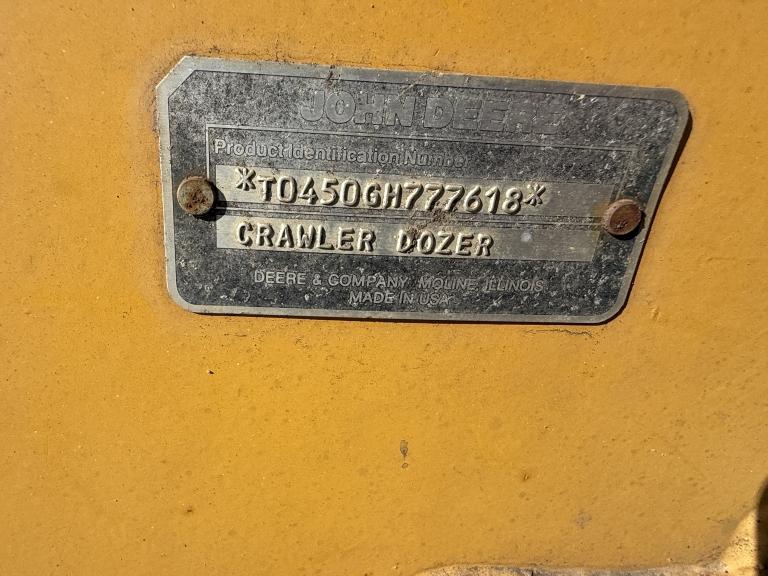 JOHN DEERE
Product Identification Number
*T0450GH777618*
CRAWLER DOZER
DEERE & COMPANY MOLINE, ILLINOIS
MADE IN USA